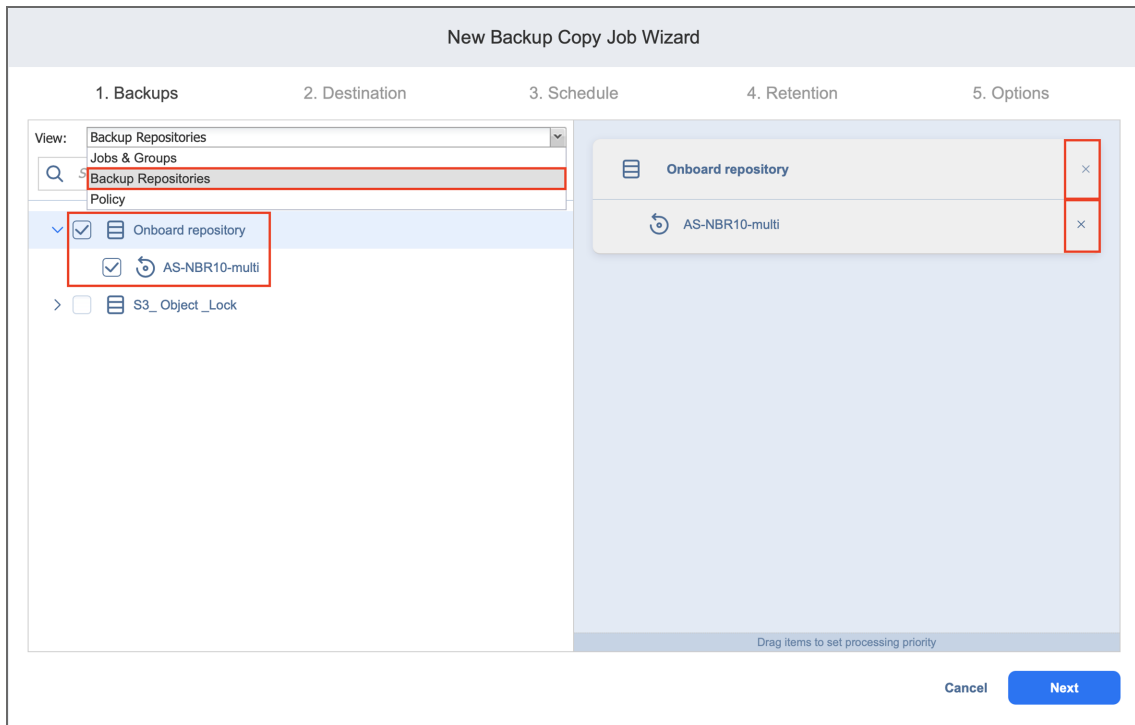 New Backup Copy Job Wizard
1. Backups 2. Destination 3. Schedule 4. Retention 5. Options
View: Backup Repositories
Jobs & Groups
Backup Repositories
Policy
Onboard repository
AS-NBR10-multi
S3_ Object _Lock
Onboard repository
AS-NBR10-multi
Drag items to set processing priority
Cancel Next